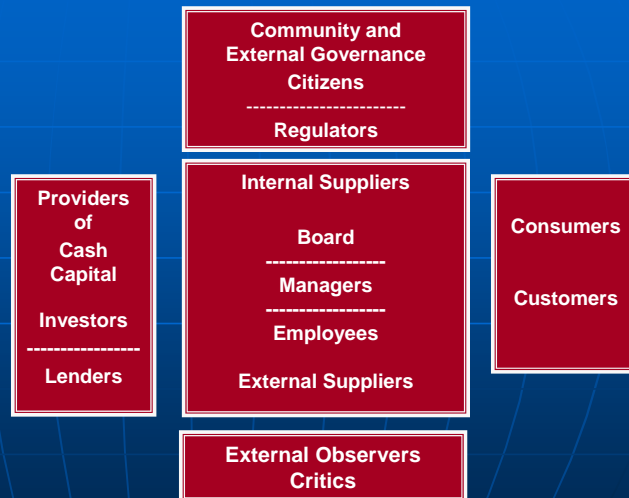 Community and
External Governance
Citizens
------------------------
Regulators
Providers
of
Cash
Capital
Investors
-----------------
Lenders
Internal Suppliers
Board
------------------
Managers
------------------
Employees
External Suppliers
Consumers
Customers
External Observers
Critics